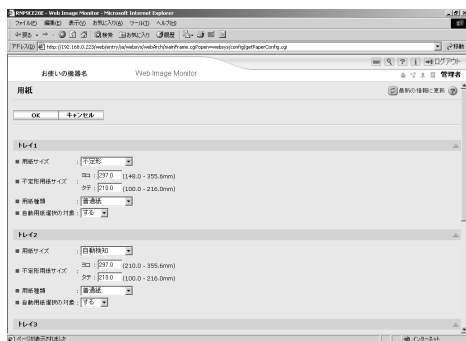 RNP9CE28E - Web Image Monitor - Microsoft Internet Explorer
ファイル(F) 編集(E) 表示(V) お気に入り(A) ツール(T) ヘルプ(H)
戻る 検索 お気に入り 履歴
アドレス(D) http://192.168.0.223/web/entry/ja/websys/webArch/mainFrame.cgi?open=websys/config/getPaperConfig.cgi 移動
ログアウト
お使いの機器名 Web Image Monitor 管理者
用紙 最新の情報に更新
OK キャンセル
トレイ1
■ 用紙サイズ : 不定形
■ 不定形用紙サイズ : ヨコ : 297.0 (148.0 - 355.6mm)
タテ : 210.0 (100.0 - 216.0mm)
■ 用紙種類 : 普通紙
■ 自動用紙選択の対象 : する
トレイ2
■ 用紙サイズ : 自動検知
■ 不定形用紙サイズ : ヨコ : 297.0 (210.0 - 355.6mm)
タテ : 210.0 (100.0 - 216.0mm)
■ 用紙種類 : 普通紙
■ 自動用紙選択の対象 : する
トレイ3
ページが表示されました インターネット